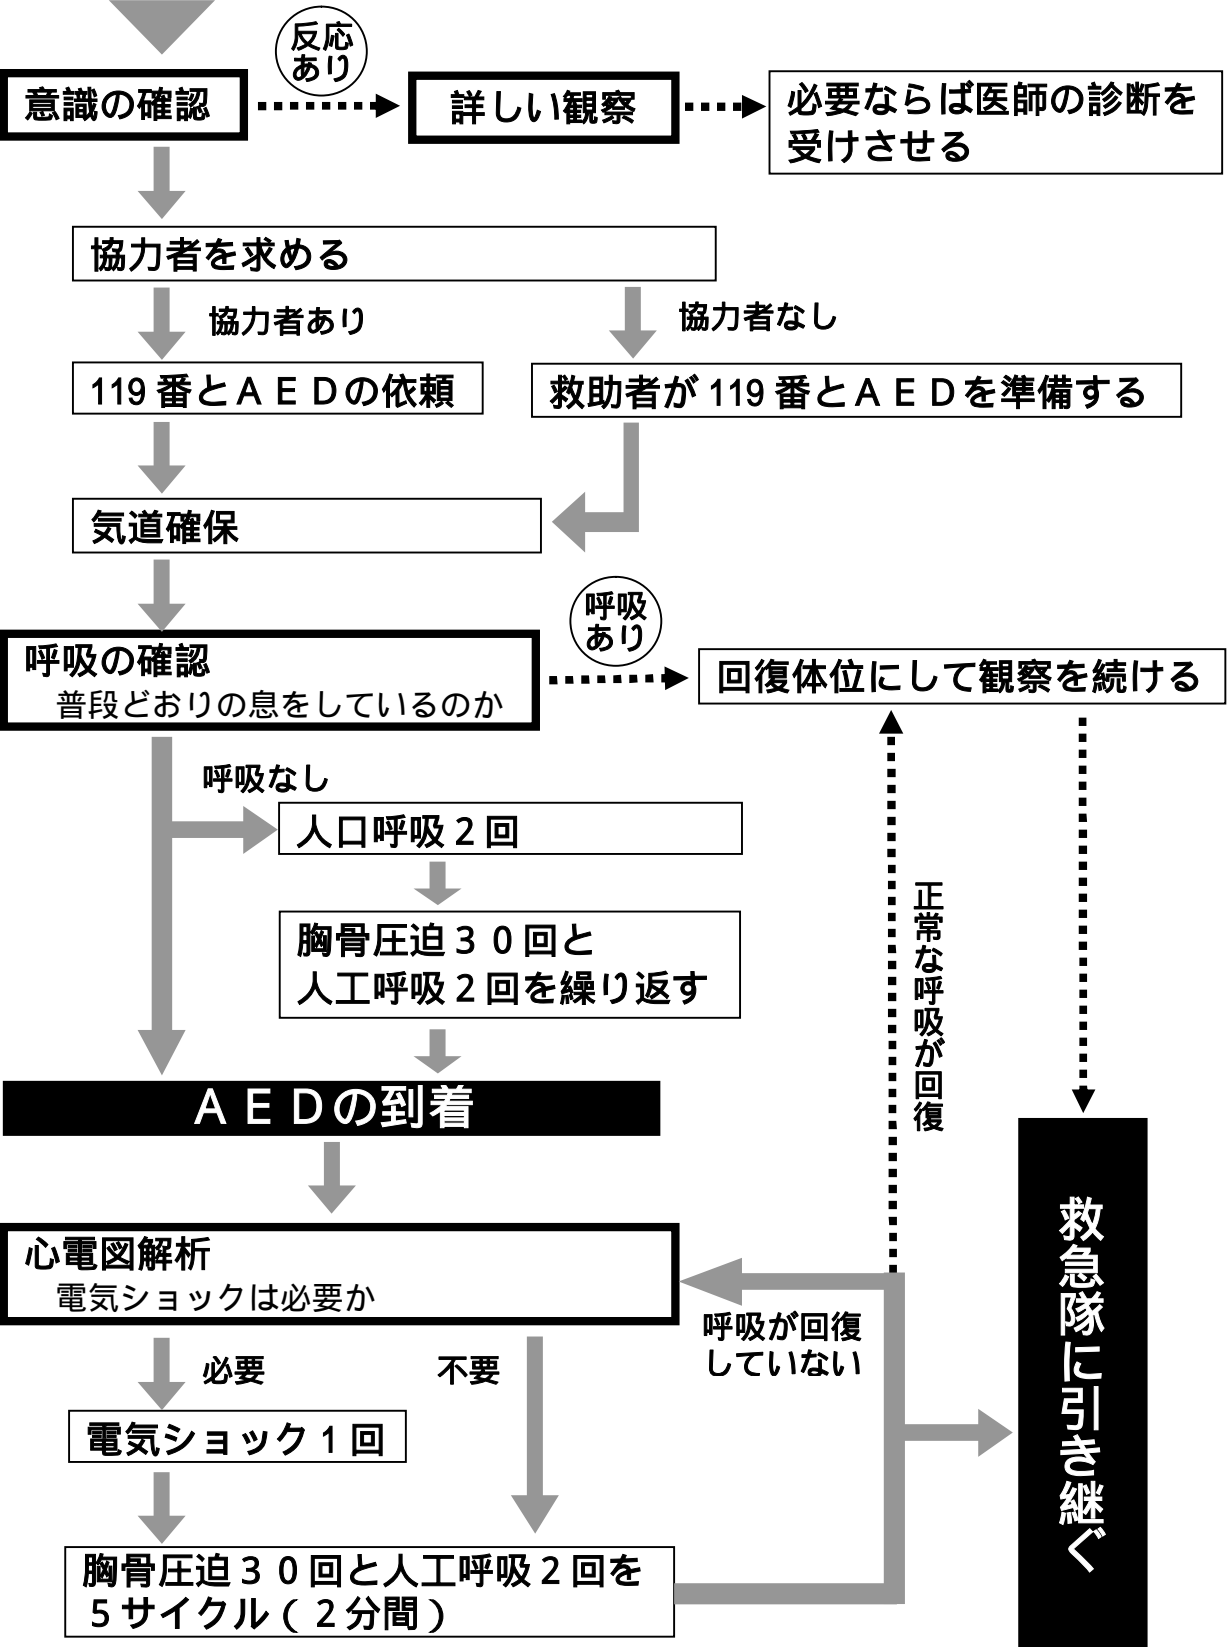 反応
あり
意識の確認
詳しい観察
必要ならば医師の診断を
受けさせる
協力者を求める
協力者あり
協力者なし
119番とＡＥＤの依頼
救助者が119番とＡＥＤを準備する
気道確保
呼吸
あり
呼吸の確認
普段どおりの息をしているのか
回復体位にして観察を続ける
呼吸なし
人口呼吸２回
胸骨圧迫３０回と
人工呼吸２回を繰り返す
正常な呼吸が回復
ＡＥＤの到着
救急隊に引き継ぐ
心電図解析
電気ショックは必要か
呼吸が回復
していない
必要
不要
電気ショック１回
胸骨圧迫３０回と人工呼吸２回を
５サイクル（２分間）